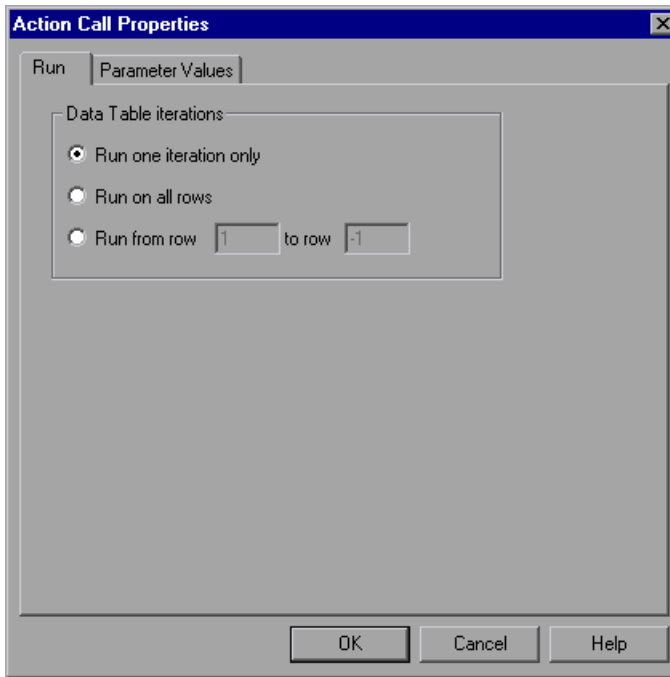 Action Call Properties
Run Parameter Values
Data Table iterations
Run one iteration only
Run on all rows
Run from row 1 to row -1
OK Cancel Help